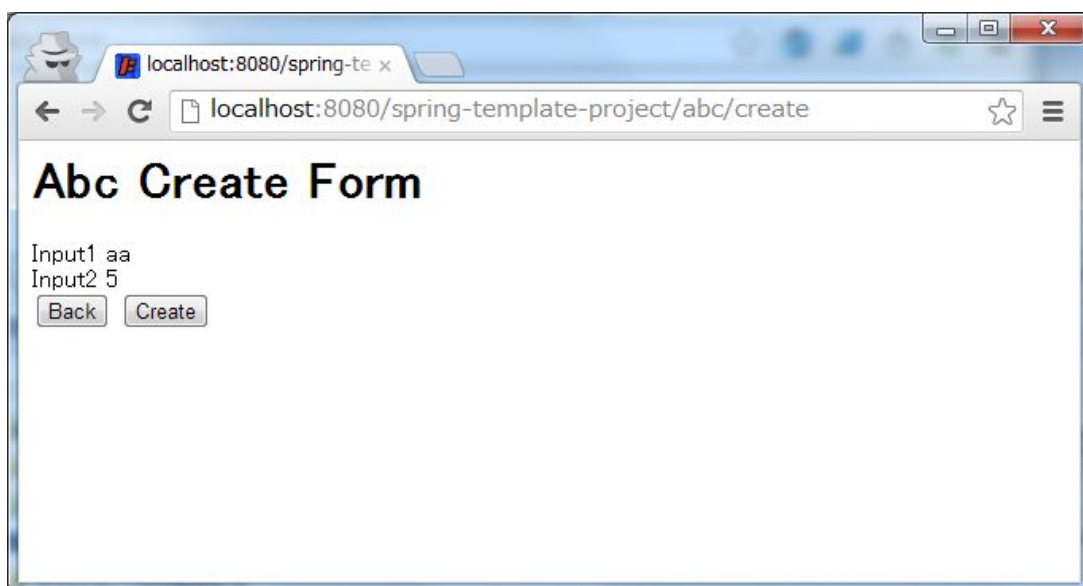 localhost:8080/spring-te
localhost:8080/spring-template-project/abc/create
Abc Create Form
Input1 aa
Input2 5
Back Create